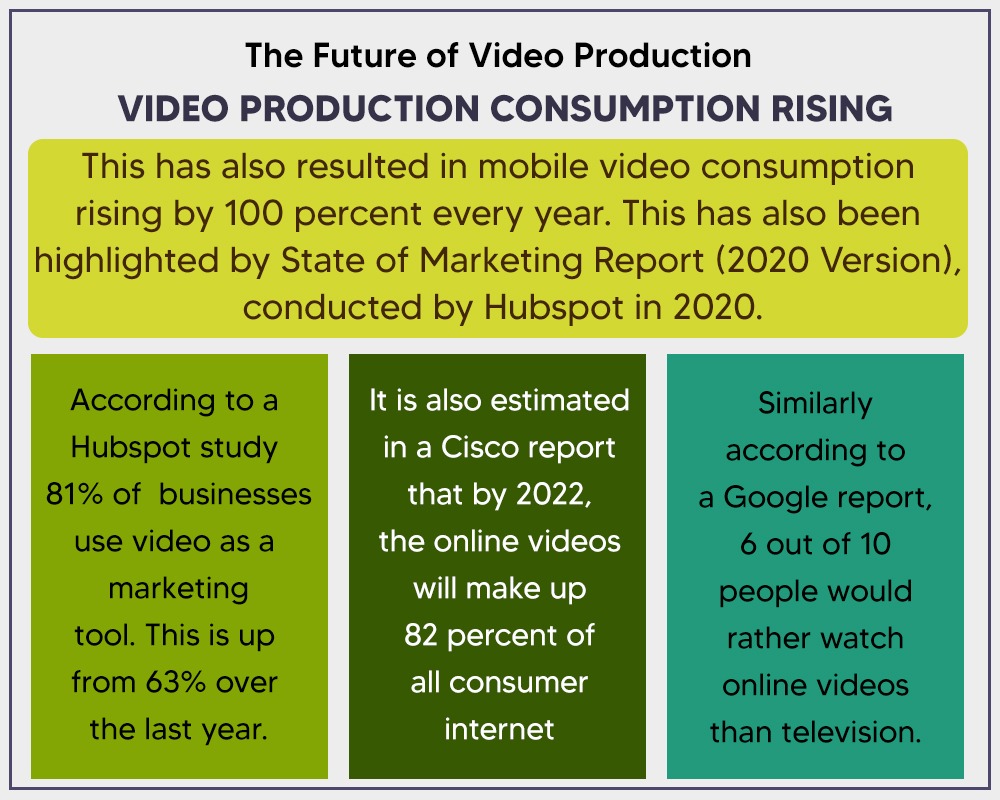 The Future of Video Production
VIDEO PRODUCTION CONSUMPTION RISING
This has also resulted in mobile video consumption
rising by 100 percent every year. This has also been
highlighted by State of Marketing Report (2020 Version),
conducted by Hubspot in 2020.
According to a
Hubspot study
81% of businesses
use video as a
marketing
tool. This is up
from 63% over
the last year.
It is also estimated
in a Cisco report
that by 2022,
the online videos
will make up
82 percent of
all consumer
internet
Similarly
according to
a Google report,
6 out of 10
people would
rather watch
online videos
than television.